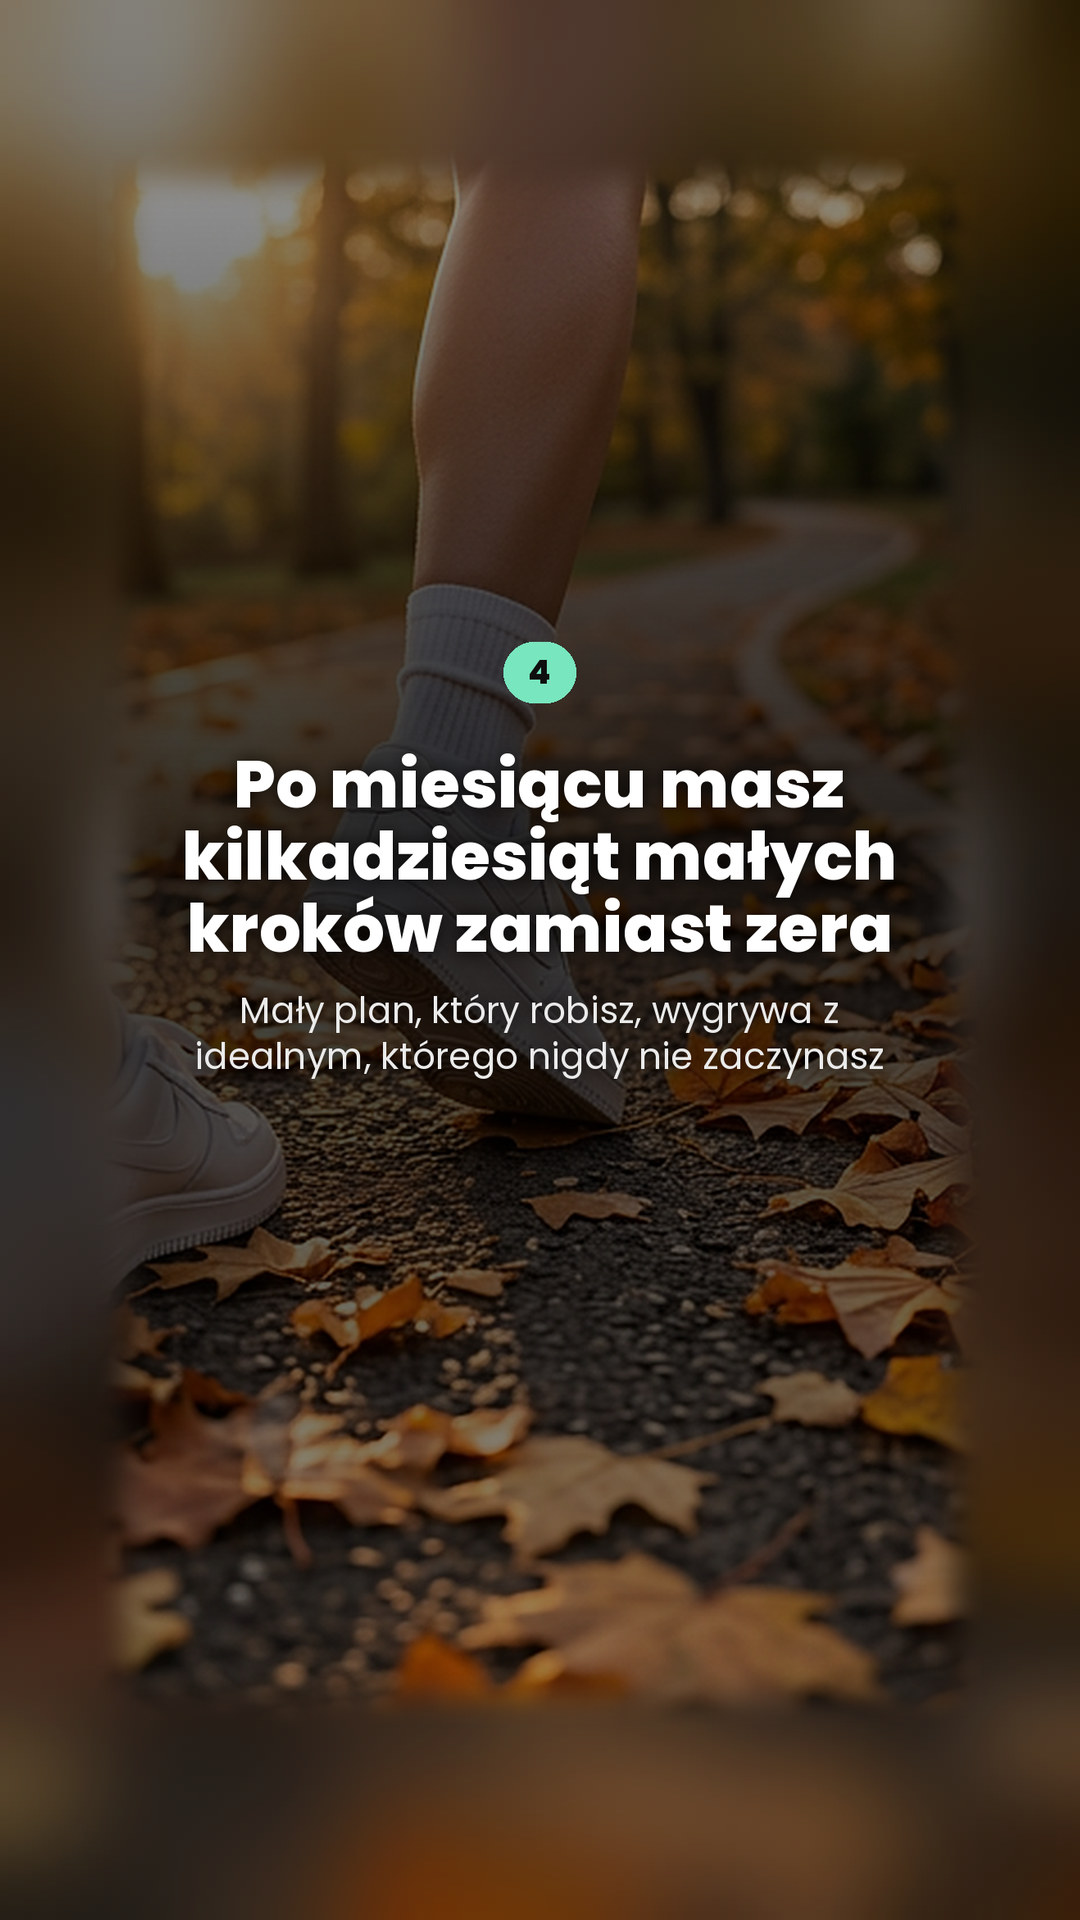 4
Po miesiącu masz
kilkadziesiąt małych
kroków zamiast zera
Mały plan, który robisz, wygrywa z
idealnym, którego nigdy nie zaczynasz